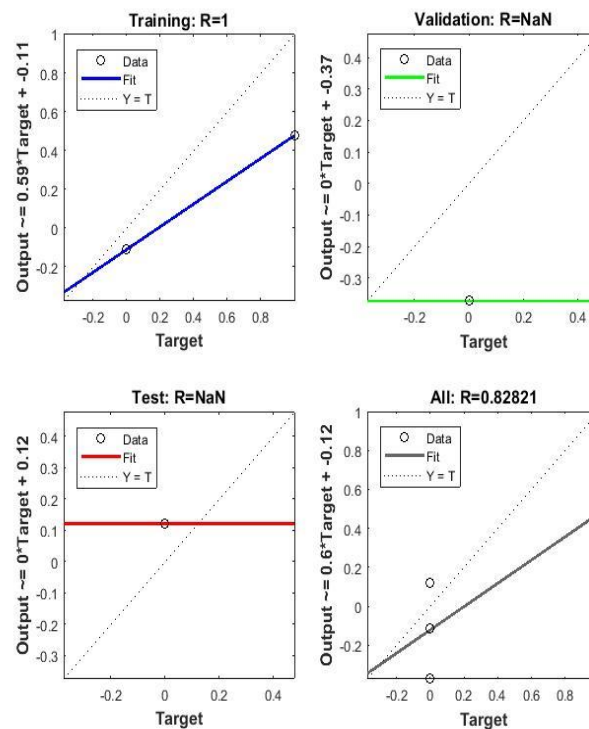 Training: R=1
Output ~= 0.59*Target + -0.11
Data
Fit
Y = T
1
0.8
0.6
0.4
0.2
0
-0.2
-0.2 0 0.2 0.4 0.6 0.8
Target
Validation: R=NaN
Output ~= 0*Target + -0.37
Data
Fit
Y = T
0.4
0.3
0.2
0.1
0
-0.1
-0.2
-0.3
-0.2 0 0.2 0.4
Target
Test: R=NaN
Output ~= 0*Target + 0.12
Data
Fit
Y = T
0.4
0.3
0.2
0.1
0
-0.1
-0.2
-0.3
-0.2 0 0.2 0.4
Target
All: R=0.82821
Output ~= 0.6*Target + -0.12
Data
Fit
Y = T
1
0.8
0.6
0.4
0.2
0
-0.2
-0.2 0 0.2 0.4 0.6 0.8
Target